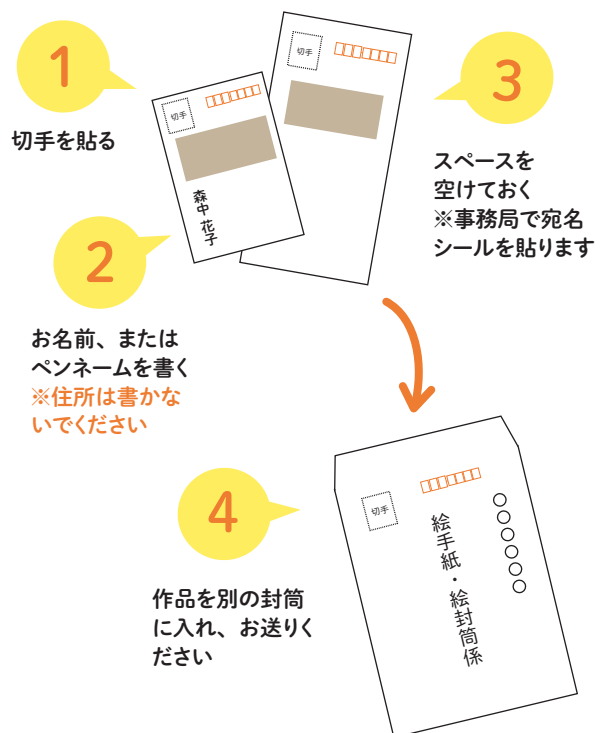 1
切手を貼る
切手
森中 花子
切手
2
お名前、または
ペンネームを書く
※住所は書かな
いでください
3
スペースを
空けておく
※事務局で宛名
シールを貼ります
4
作品を別の封筒
に入れ、お送りく
ださい
切手
○○○○○○
絵手紙・絵封筒係